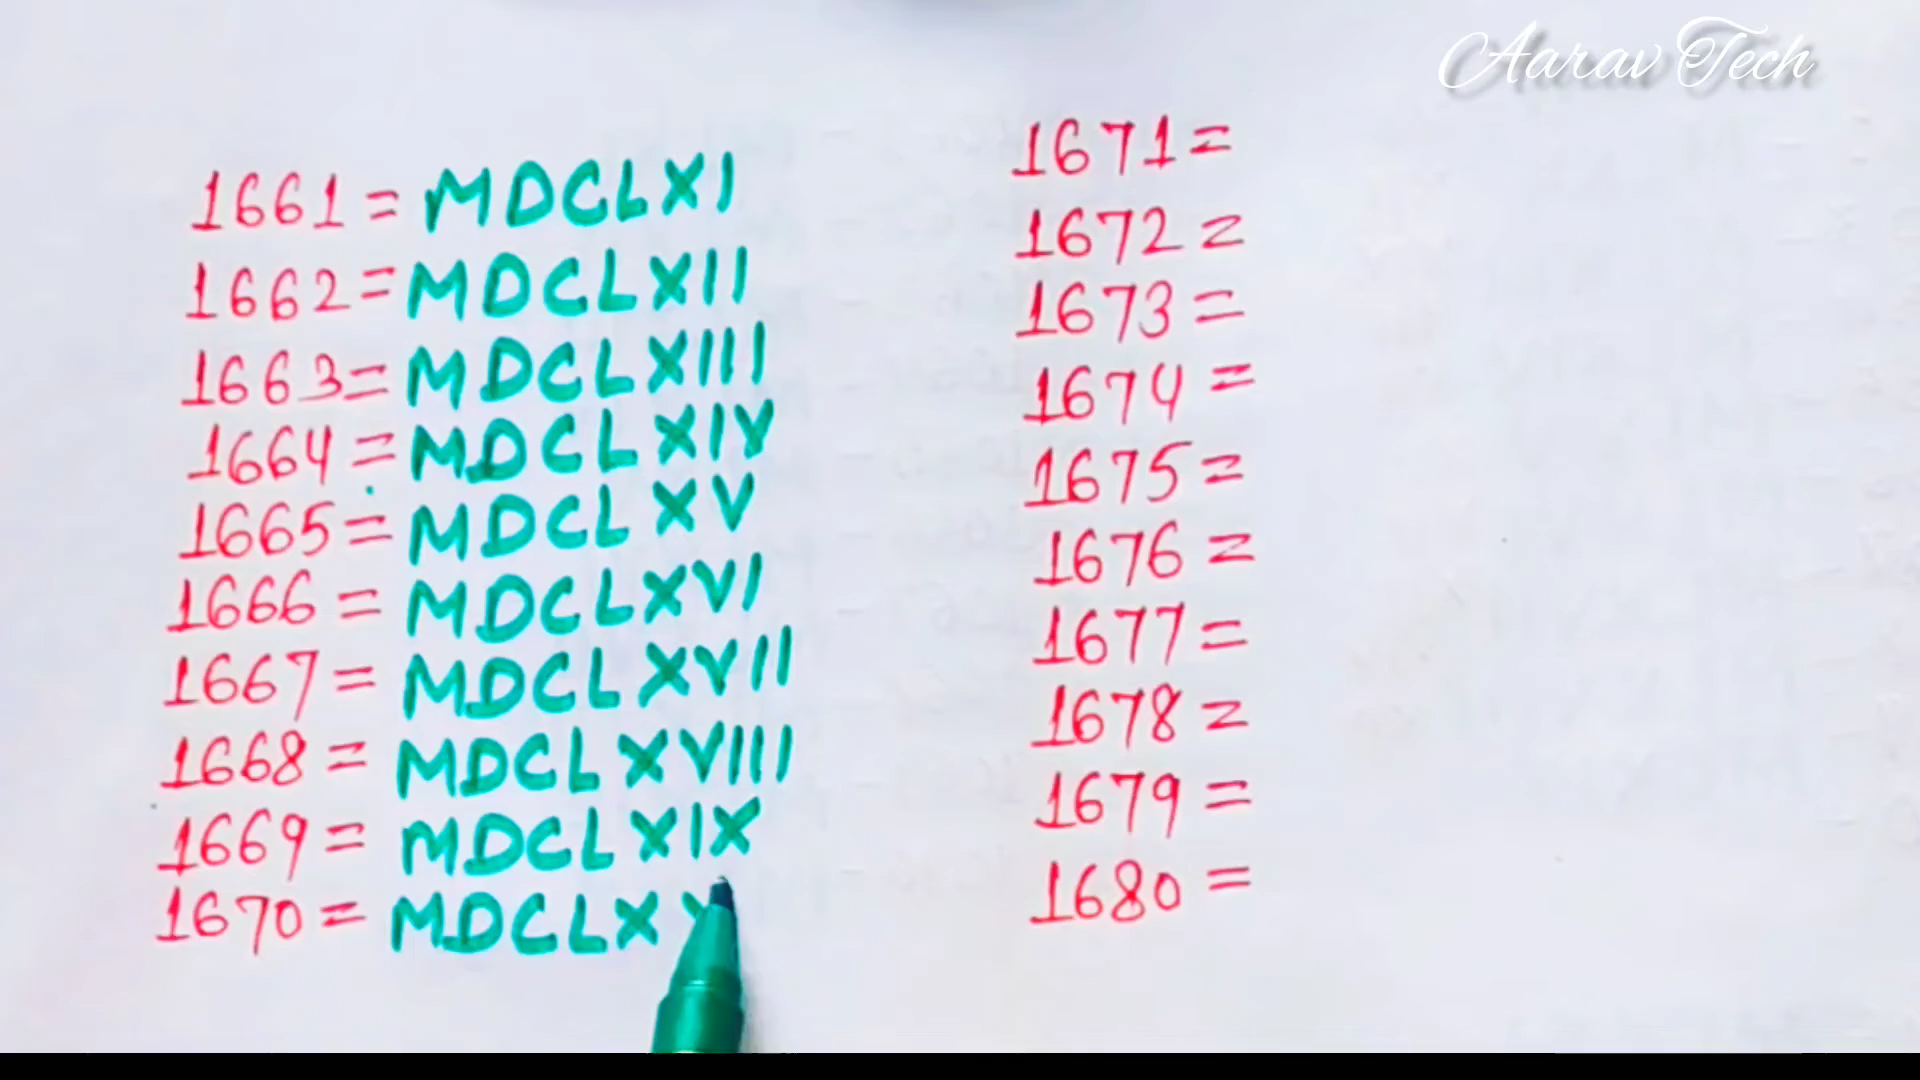 Aarav Tech
1661 = MDCLXI
1662 = MDCLXII
1663 = MDCLXIII
1664 = MDCLXIV
1665 = MDCLXV
1666 = MDCLXVI
1667 = MDCLXVII
1668 = MDCLXVIII
1669 = MDCLXIX
1670 = MDCLXX
1671 =
1672 =
1673 =
1674 =
1675 =
1676 =
1677 =
1678 =
1679 =
1680 =